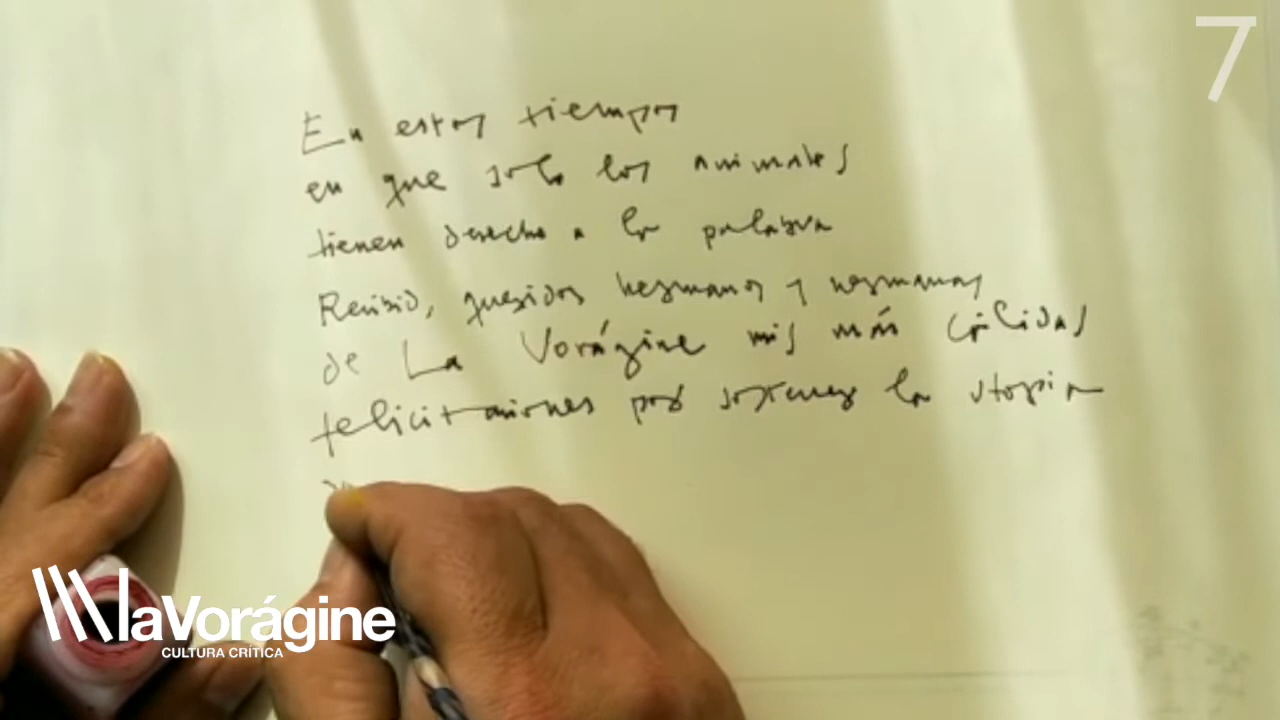 7
En estos tiempos
en que solo los animales
tienen derecho a la palabra
Recibid, queridos hermanos y hermanas
de La Vorágine mis más cálidas
felicitaciones por sostener la utopia
laVorágine
CULTURA CRÍTICA